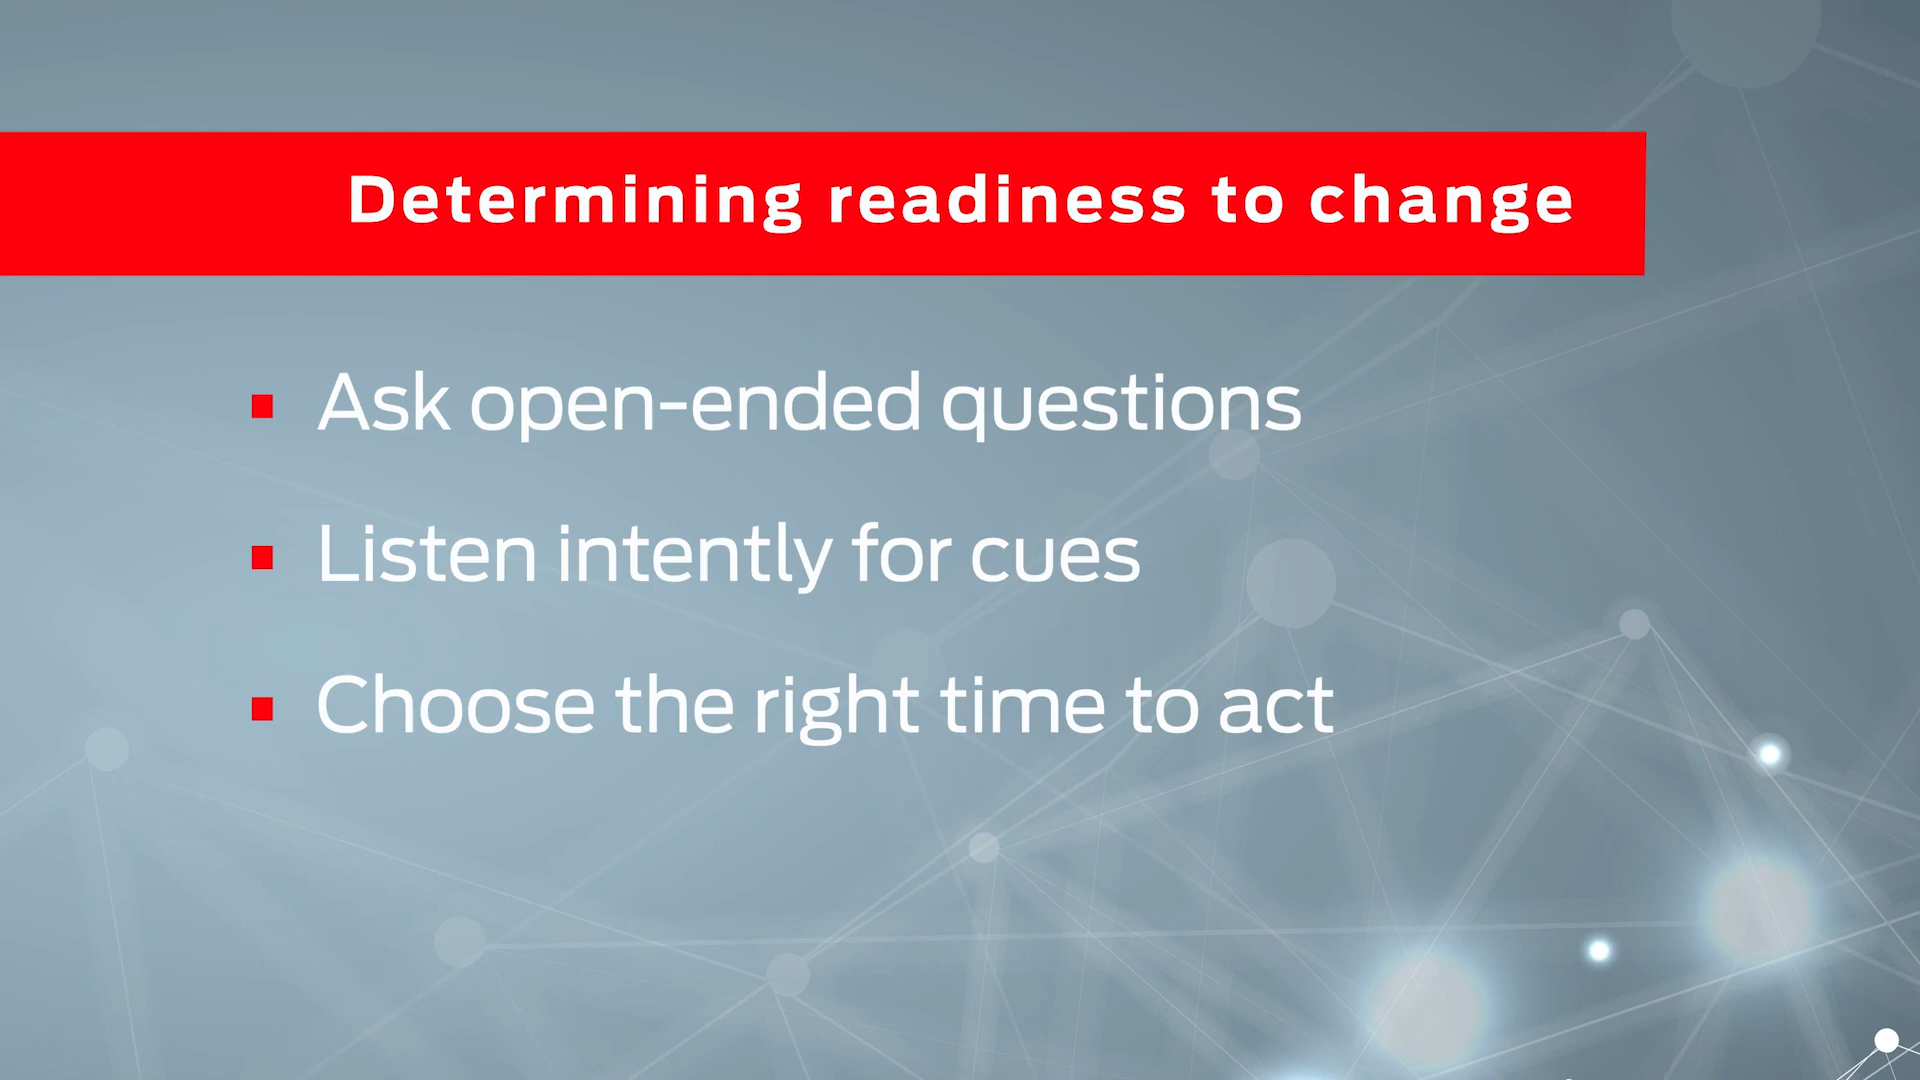 Determining readiness to change
Ask open-ended questions
Listen intently for cues
Choose the right time to act